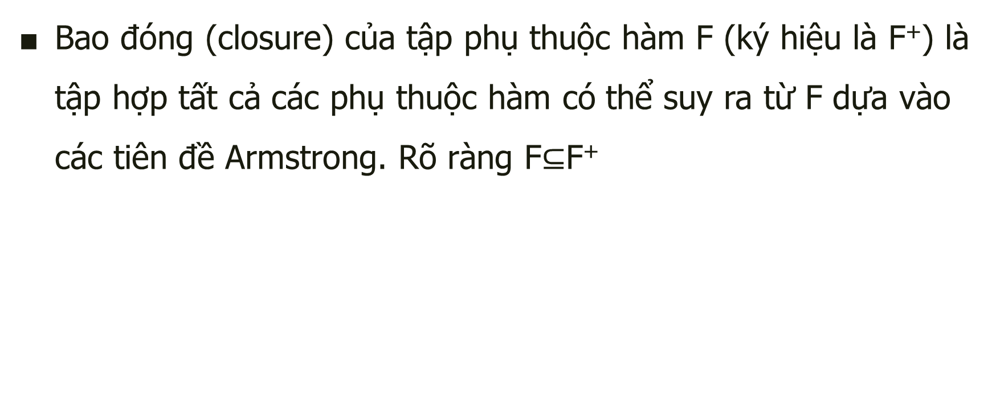 ▪ Bao đóng (closure) của tập phụ thuộc hàm F (ký hiệu là F⁺) là
tập hợp tất cả các phụ thuộc hàm có thể suy ra từ F dựa vào
các tiên đề Armstrong. Rõ ràng F⊆F⁺